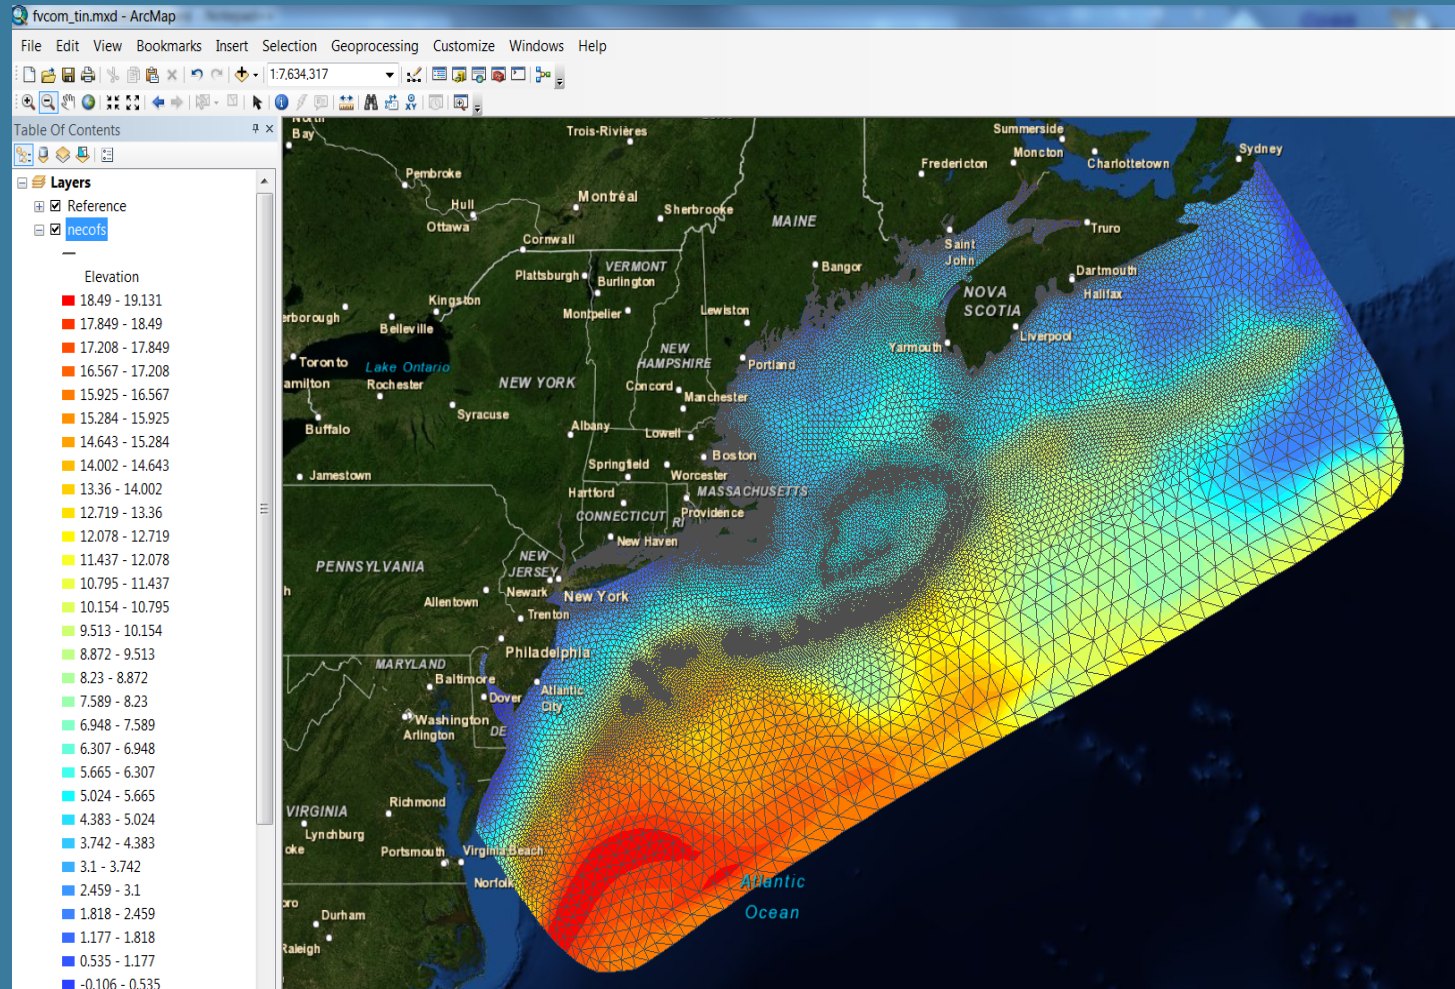 fvcom_tin.mxd - ArcMap
File Edit View Bookmarks Insert Selection Geoprocessing Customize Windows Help
1:7,634,317
Table Of Contents
Layers
Reference
necofs
Elevation
18.49 - 19.131
17.849 - 18.49
17.208 - 17.849
16.567 - 17.208
15.925 - 16.567
15.284 - 15.925
14.643 - 15.284
14.002 - 14.643
13.36 - 14.002
12.719 - 13.36
12.078 - 12.719
11.437 - 12.078
10.795 - 11.437
10.154 - 10.795
9.513 - 10.154
8.872 - 9.513
8.23 - 8.872
7.589 - 8.23
6.948 - 7.589
6.307 - 6.948
5.665 - 6.307
5.024 - 5.665
4.383 - 5.024
3.742 - 4.383
3.1 - 3.742
2.459 - 3.1
1.818 - 2.459
1.177 - 1.818
0.535 - 1.177
-0.106 - 0.535
North
Bay
Trois-Rivières
Summerside
Moncton
Sydney
Fredericton
Charlottetown
Pembroke
Montréal
Hull
Sherbrooke
Ottawa
MAINE
Truro
Cornwall
Saint
John
VERMONT
Bangor
Dartmouth
Plattsburgh
Burlington
Halifax
NOVA
SCOTIA
Kingston
erborough
Montpelier
Lewiston
Belleville
Liverpool
NEW
HAMPSHIRE
Yarmouth
Toronto
Lake Ontario
Portland
amilton
Rochester
NEW YORK
Concord
Manchester
Syracuse
Buffalo
Albany
Lowell
Boston
Springfield
Jamestown
Worcester
Hartford
MASSACHUSETTS
CONNECTICUT
RI
Providence
New Haven
NEW
JERSEY
PENNSYLVANIA
h
Newark
New York
Allentown
Trenton
Philadelphia
MARYLAND
Baltimore
Atlantic
City
Dover
Washington
Arlington
DE
VIRGINIA
Richmond
Lynchburg
oke
Portsmouth
Virginia Beach
Norfolk
Atlantic
Ocean
oro
Durham
Raleigh